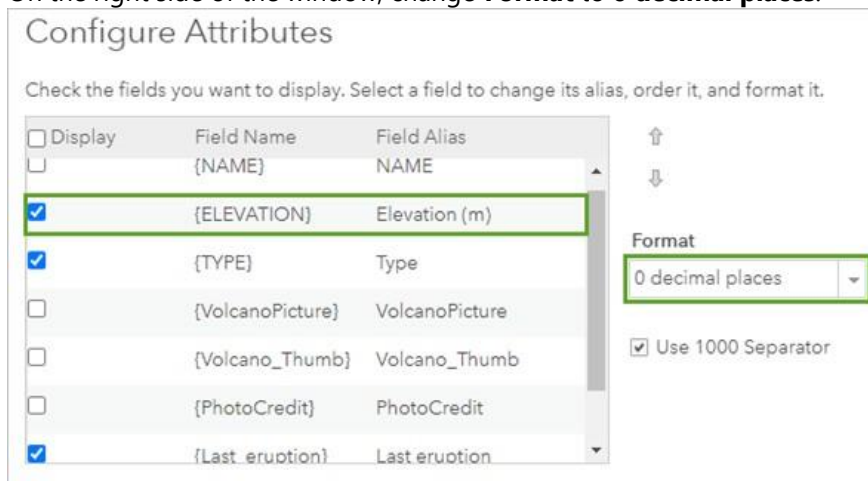 On the right side of the window, change Format to 0 decimal places.
Configure Attributes
Check the fields you want to display. Select a field to change its alias, order it, and format it.
Display Field Name Field Alias
{NAME} NAME
{ELEVATION} Elevation (m)
{TYPE} Type
{VolcanoPicture} VolcanoPicture
{Volcano_Thumb} Volcano_Thumb
{PhotoCredit} PhotoCredit
{Last_eruption} Last eruption
Format
0 decimal places
Use 1000 Separator